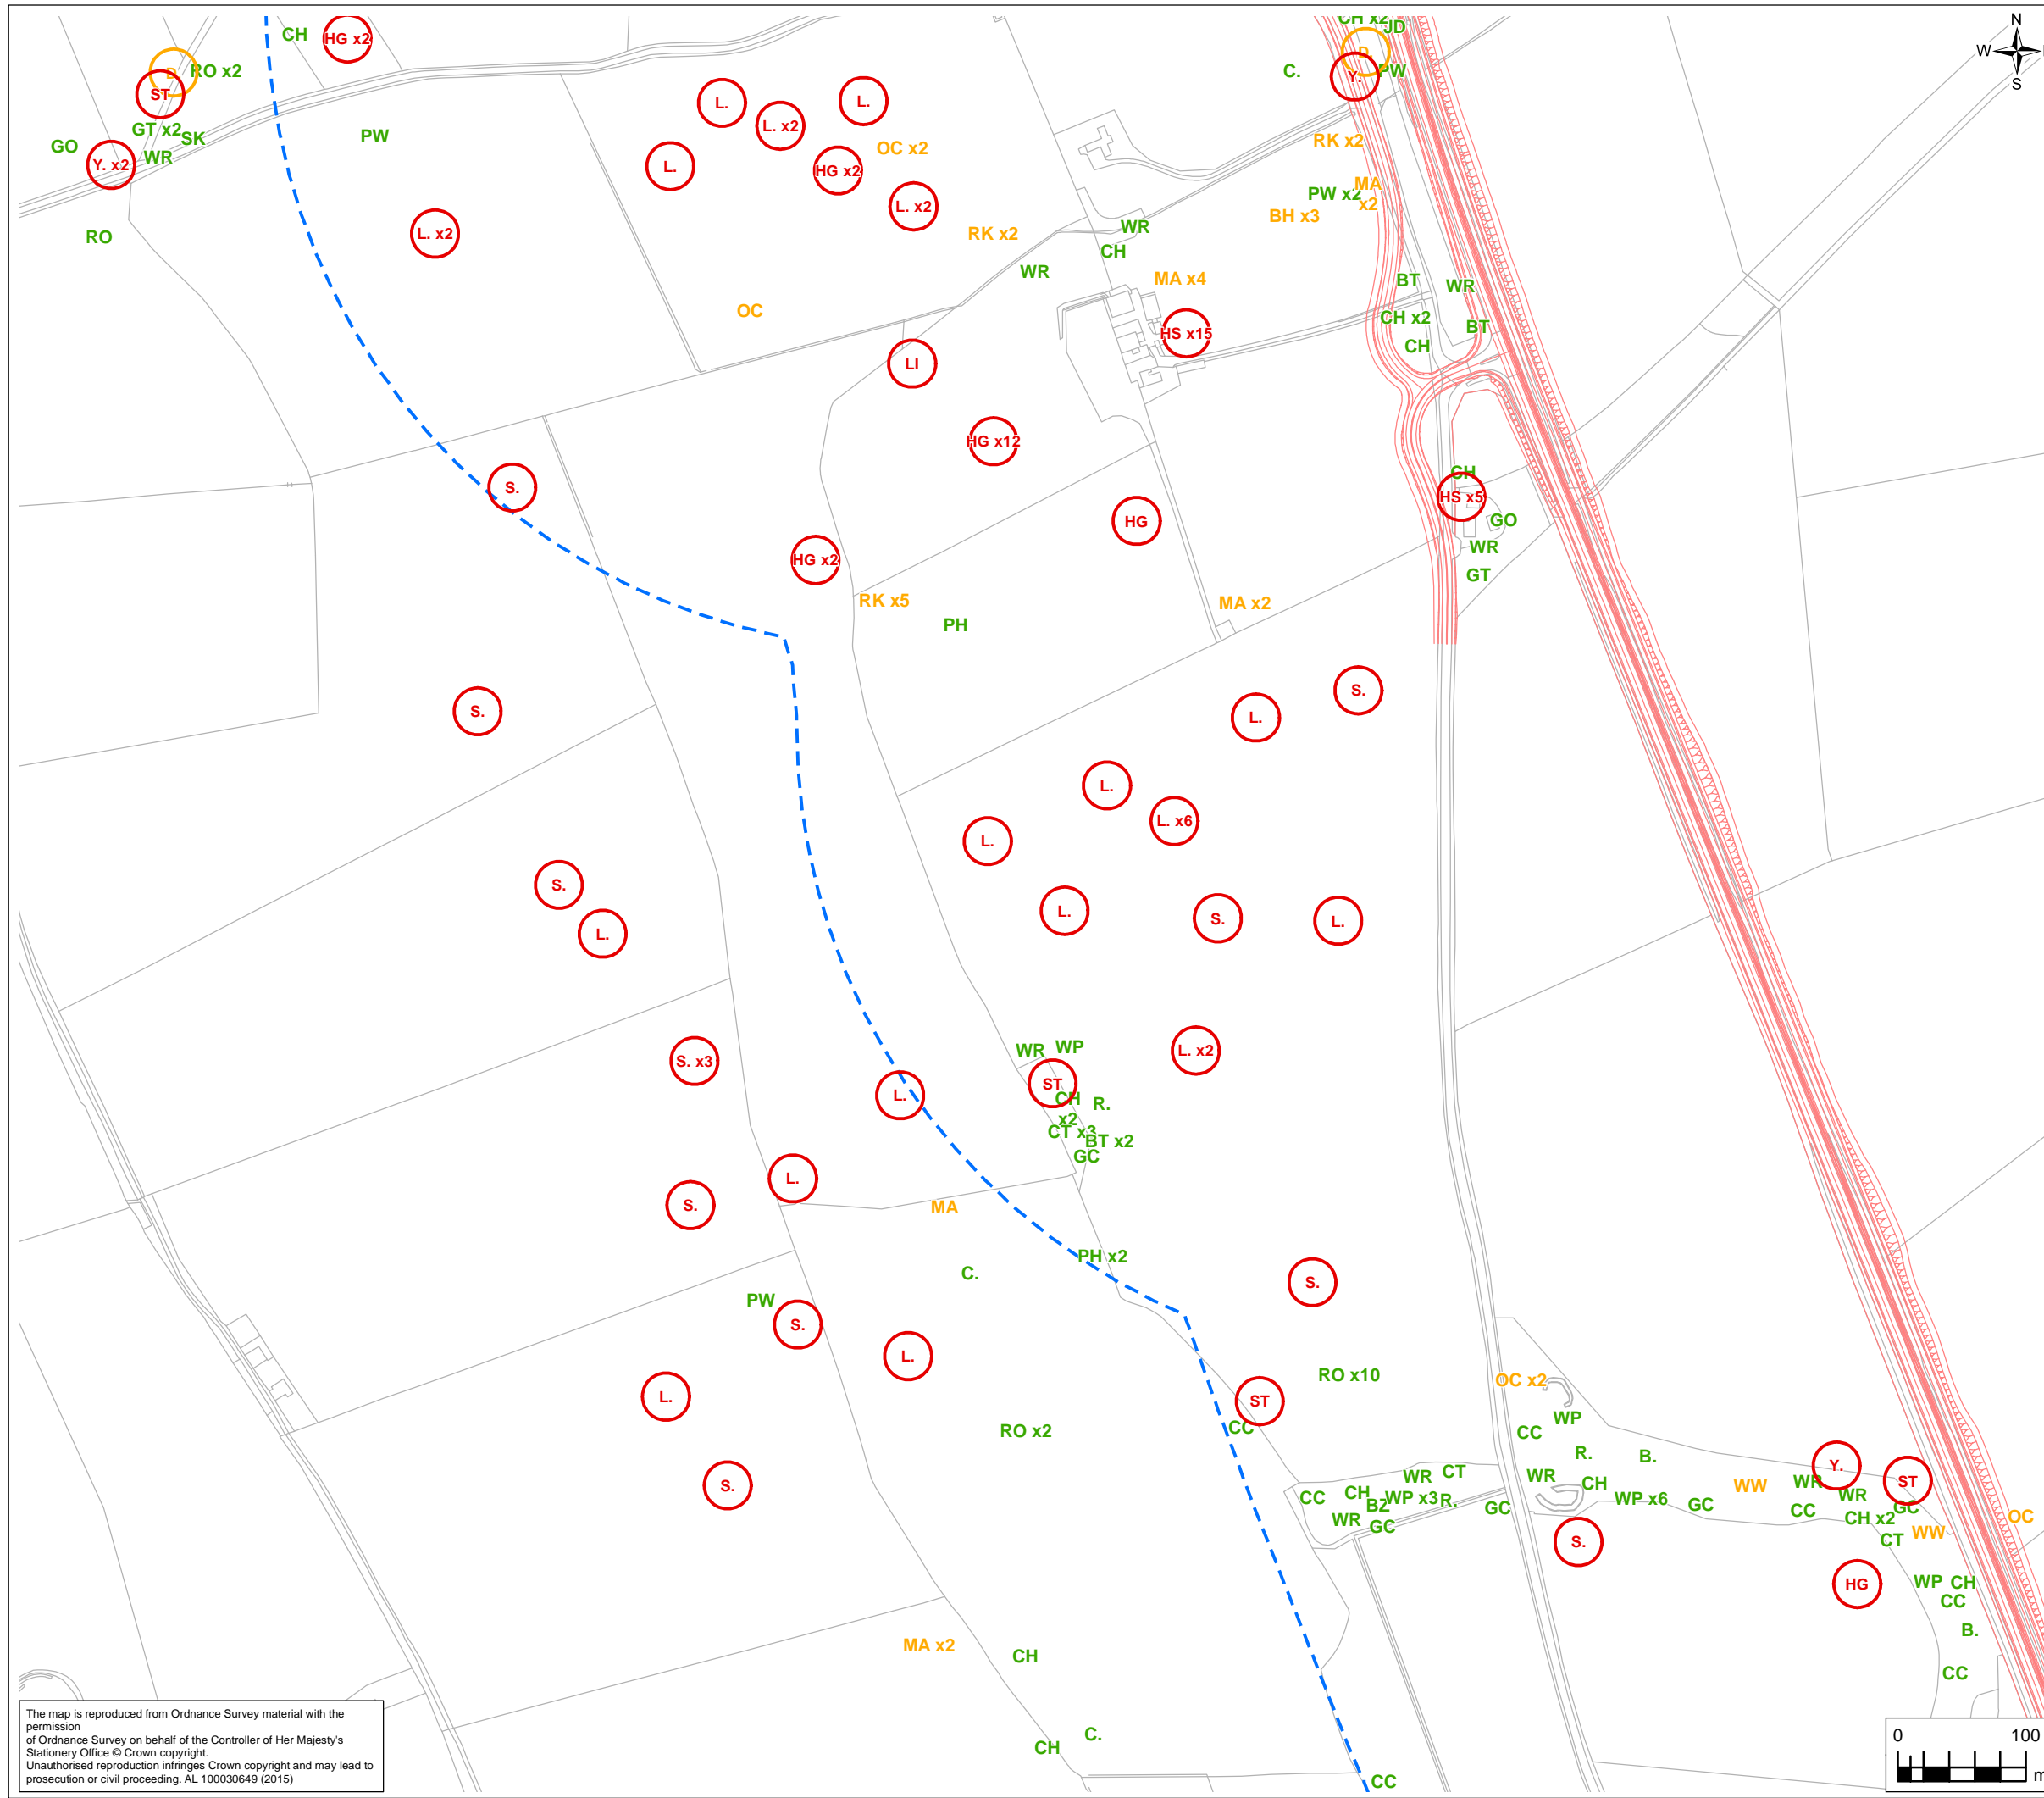 N
W
S
CH
HG x2
CH x2
JD
D
Y.
PW
C.
D
ST
RO x2
GT x2
SK
GO
WR
Y. x2
PW
RO
L. x2
L.
L. x2
L.
L.
HG x2
OC x2
L. x2
RK x2
WR
OC
RK x2
MA
x2
PW x2
BH x3
WR
CH
MA x4
HS x15
BT
WR
CH x2
BT
CH
LI
HG x12
S.
HG
HG x2
CH
HS x5
GO
WR
GT
RK x5
PH
MA x2
S.
L.
S.
L.
L. x6
L.
S.
L.
L.
S.
L.
WR
WP
L. x2
S. x3
ST
CH
x2
R.
CT x3
BT x2
GC
L.
L.
S.
MA
PH x2
C.
S.
PW
S.
L.
L.
RO x10
OC x2
ST
CC
RO x2
WP
CC
R.
B.
S.
WR
CT
CC
CH
WP x3
R.
BZ
WR
GC
GC
WR
CH
WP x6
GC
WW
Y.
ST
WR
WR
CC
GC
CH x2
OC
WW
CT
S.
HG
WP
CH
CC
B.
CC
MA x2
CH
C.
CH
CC
The map is reproduced from Ordnance Survey material with the
permission
of Ordnance Survey on behalf of the Controller of Her Majesty's
Stationery Office © Crown copyright.
Unauthorised reproduction infringes Crown copyright and may lead to
prosecution or civil proceeding. AL 100030649 (2015)
0 100
m